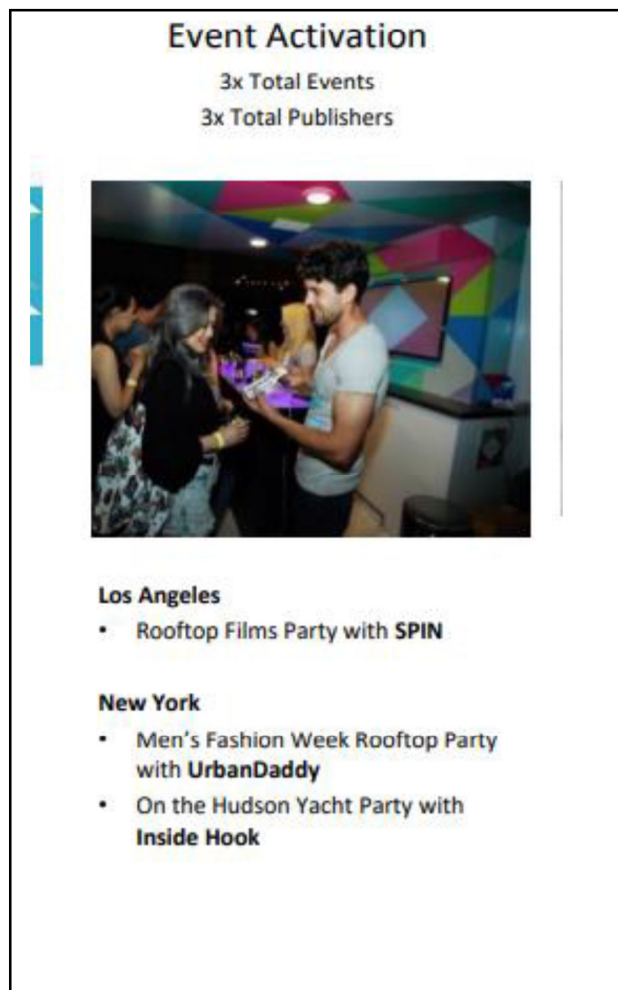 Event Activation
3x Total Events
3x Total Publishers
Los Angeles
• Rooftop Films Party with SPIN
New York
• Men's Fashion Week Rooftop Party
with UrbanDaddy
• On the Hudson Yacht Party with
Inside Hook